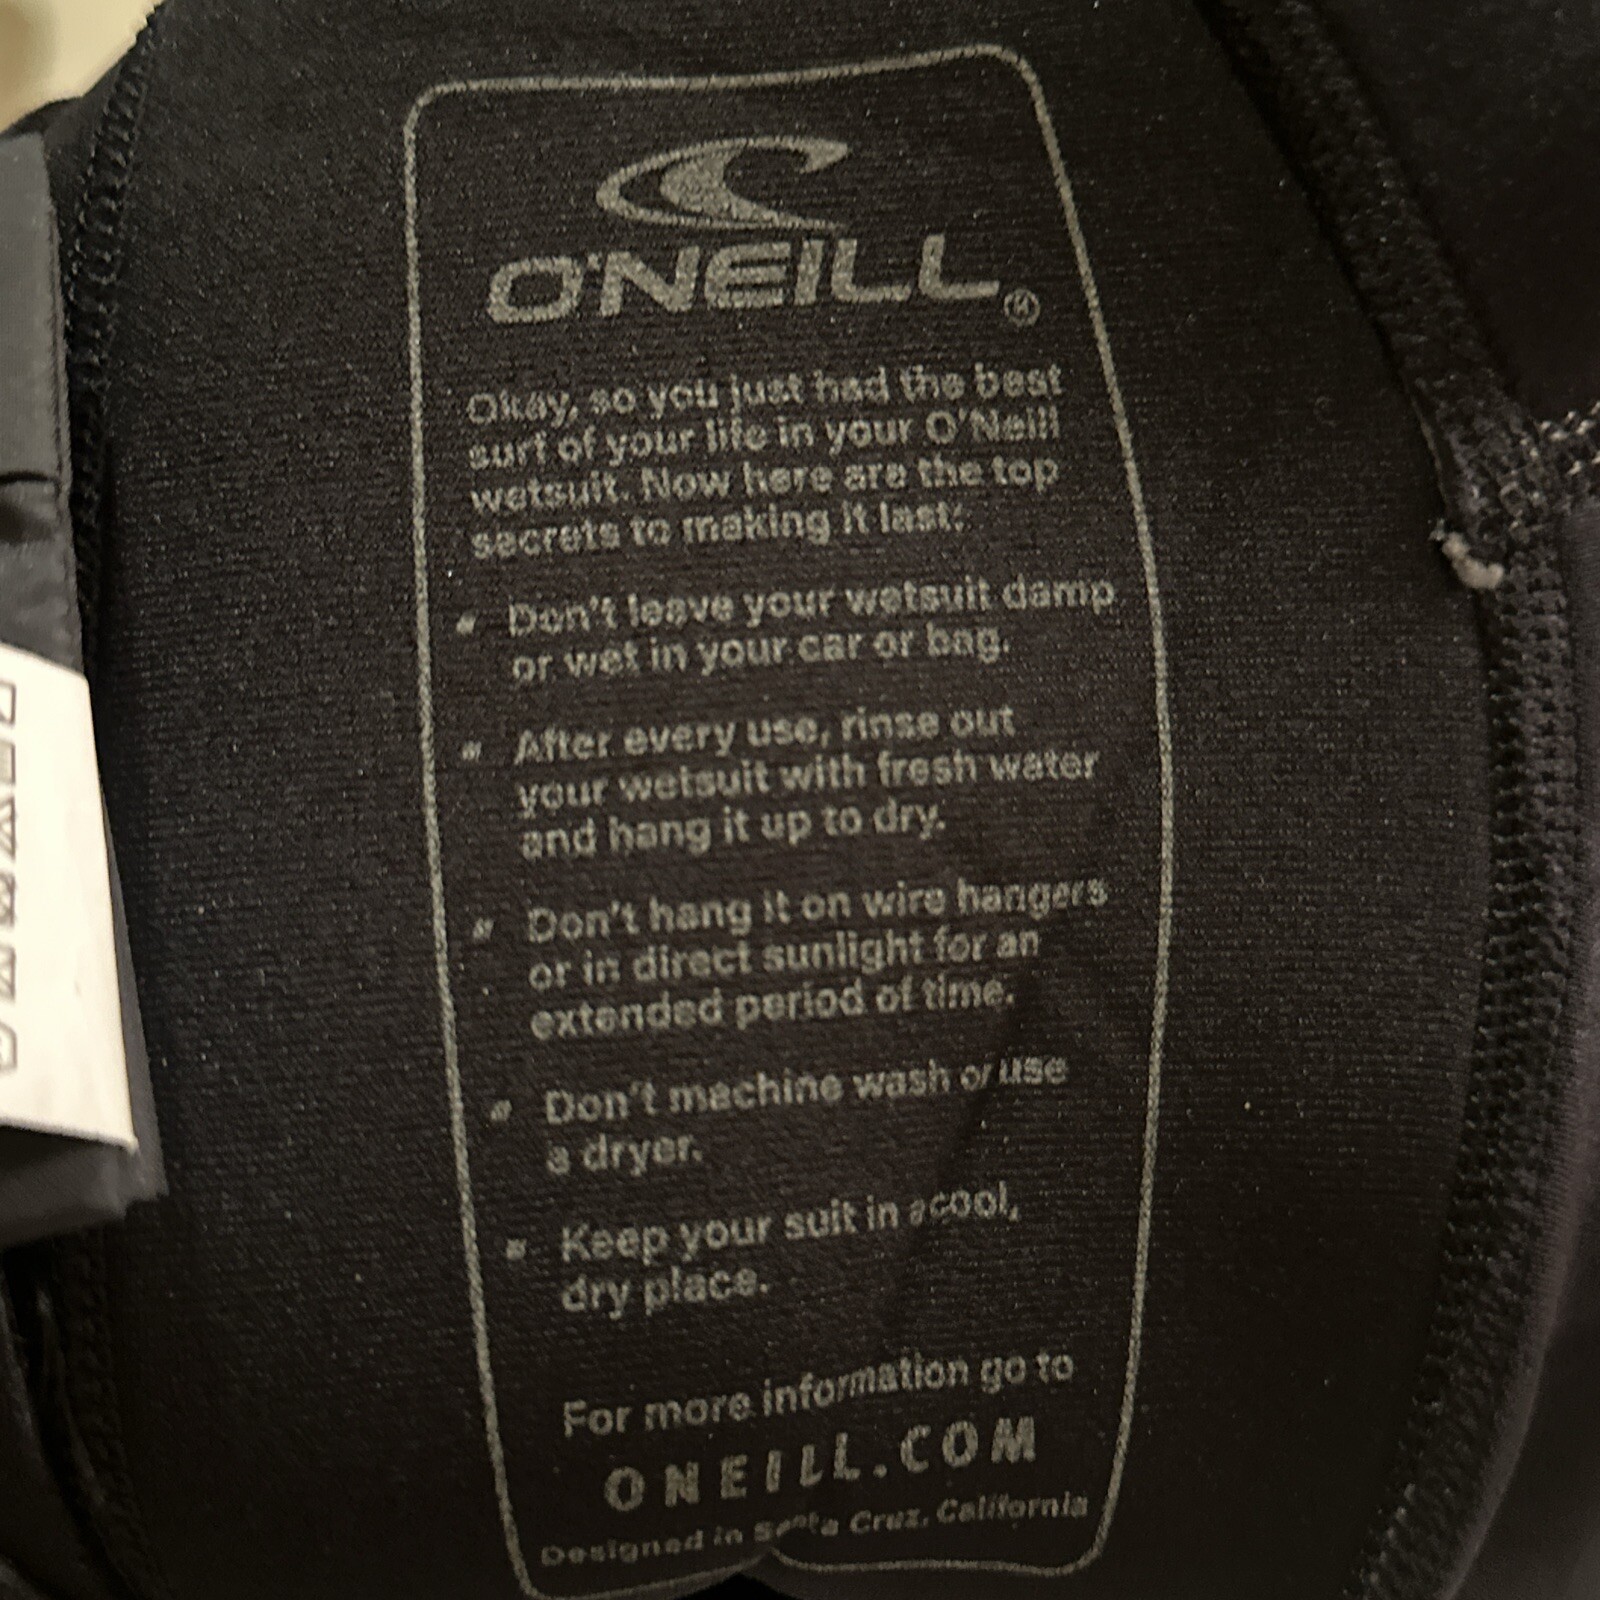 O'NEILL®
Okay, so you just had the best
surf of your life in your O'Neill
wetsuit. Now here are the top
secrets to making it last:
Don't leave your wetsuit damp
or wet in your car or bag.
After every use, rinse out
your wetsuit with fresh water
and hang it up to dry.
Don't hang it on wire hangers
or in direct sunlight for an
extended period of time.
Don't machine wash or use
a dryer.
Keep your suit in a cool,
dry place.
For more information go to
ONEILL.COM
Designed in Santa Cruz, California